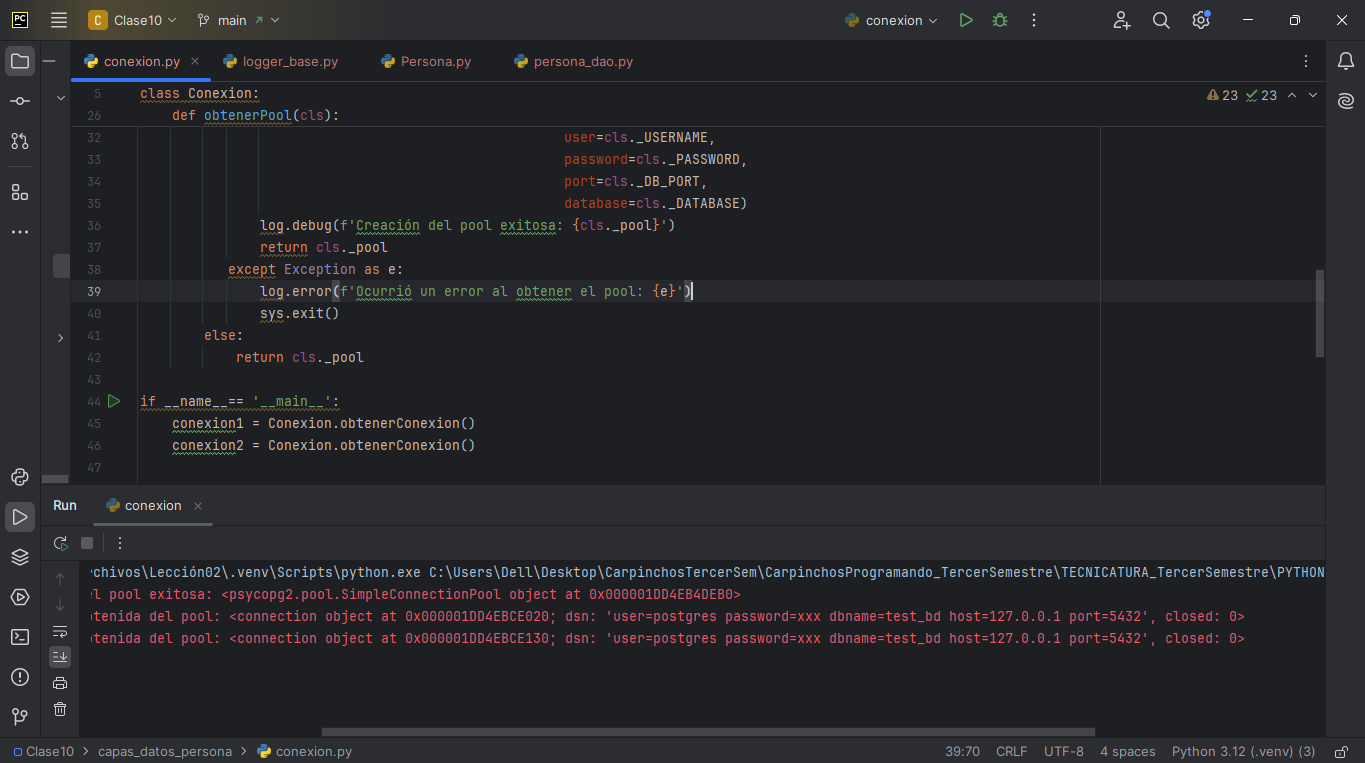 PC C Clase10 main conexion
conexion.py logger_base.py Persona.py persona_dao.py
5 class Conexion: 23 23
26 def obtenerPool(cls):
32 user=cls._USERNAME,
33 password=cls._PASSWORD,
34 port=cls._DB_PORT,
35 database=cls._DATABASE)
36 log.debug(f'Creación del pool exitosa: {cls._pool}')
37 return cls._pool
38 except Exception as e:
39 log.error(f'Ocurrió un error al obtener el pool: {e}')
40 sys.exit()
41 else:
42 return cls._pool
43
44 if __name__== '__main__':
45 conexion1 = Conexion.obtenerConexion()
46 conexion2 = Conexion.obtenerConexion()
47
Run conexion
rchivos\Lección02\.venv\Scripts\python.exe C:\Users\Dell\Desktop\CarpinchosTercerSem\CarpinchosProgramando_TercerSemestre\TECNICATURA_TercerSemestre\PYTHON
el pool exitosa: <psycopg2.pool.SimpleConnectionPool object at 0x000001DD4EB4DEB0>
tenida del pool: <connection object at 0x000001DD4EBCE020; dsn: 'user=postgres password=xxx dbname=test_bd host=127.0.0.1 port=5432', closed: 0>
tenida del pool: <connection object at 0x000001DD4EBCE130; dsn: 'user=postgres password=xxx dbname=test_bd host=127.0.0.1 port=5432', closed: 0>
Clase10 > capas_datos_persona > conexion.py 39:70 CRLF UTF-8 4 spaces Python 3.12 (.venv) (3)